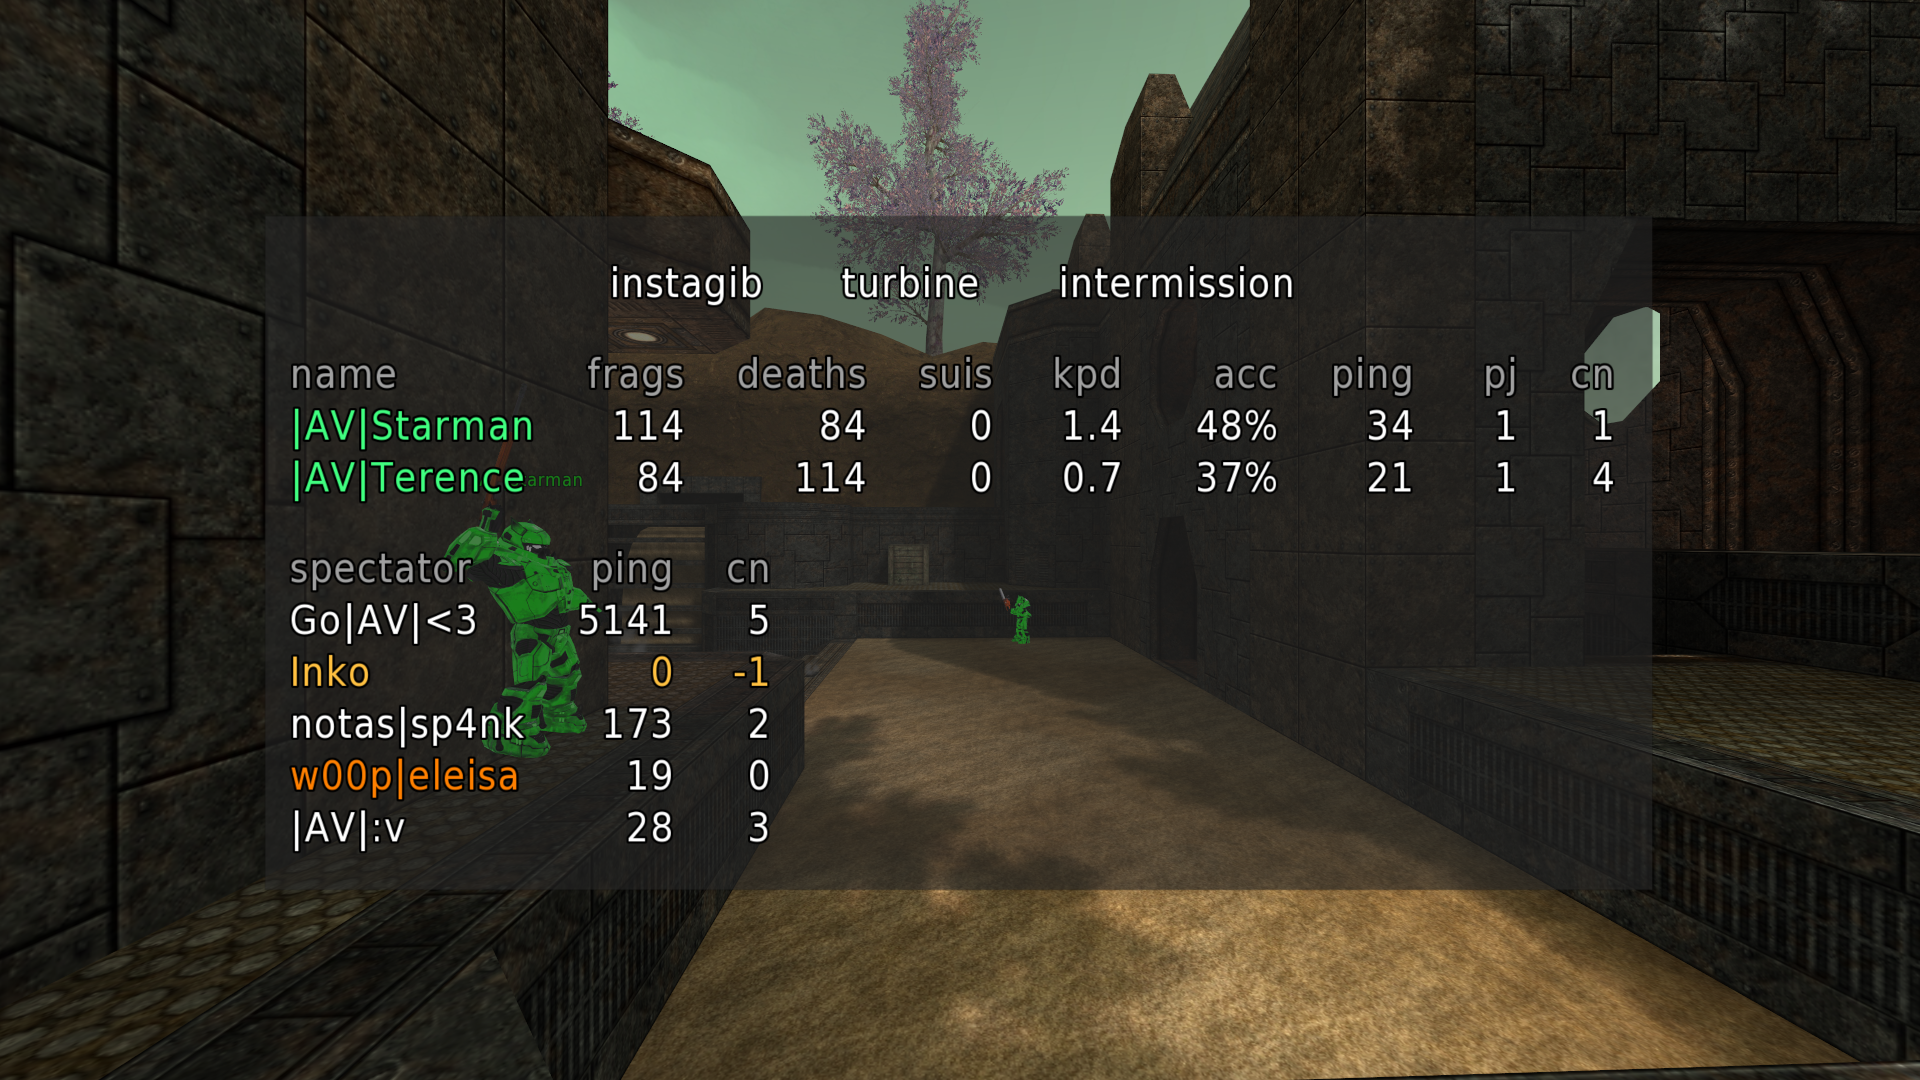 instagib turbine intermission
name frags deaths suis kpd acc ping pj cn
|AV|Starman 114 84 0 1.4 48% 34 1 1
|AV|Terence 84 114 0 0.7 37% 21 1 4
spectator ping cn
Go|AV|<3 5141 5
Inko 0 -1
notas|sp4nk 173 2
w00p|eleisa 19 0
|AV|:v 28 3